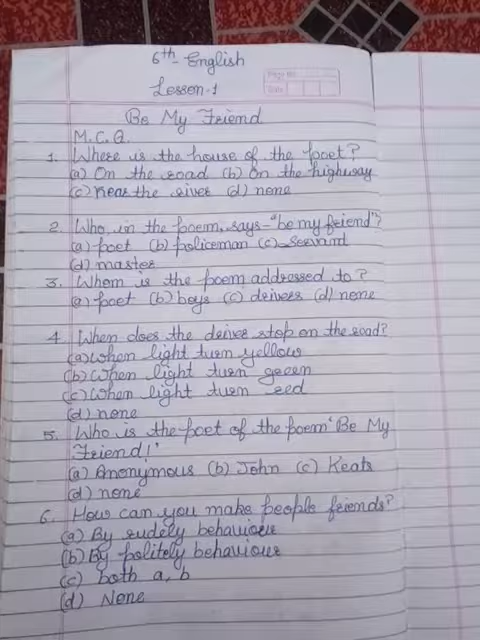 6th English
Lesson-1
Page No.
Date
Be My Friend
M.C.Q.
1. Where is the house of the poet?
(a) On the road (b) On the highway
(c) Near the river (d) none
2. Who, in the poem, says-"be my friend"?
(a) poet (b) policeman (c) servant
(d) master
3. Whom is the poem addressed to?
(a) poet (b) boys (c) drivers (d) none
4. When does the driver stop on the road?
(a) When light turn yellow
(b) When light turn green
(c) When light turn red
(d) none
5. Who is the poet of the poem 'Be My
Friend!'
(a) Anonymous (b) John (c) Keats
(d) none
6. How can you make people friends?
(a) By rudely behaviour
(b) By politely behaviour
(c) both a, b
(d) None